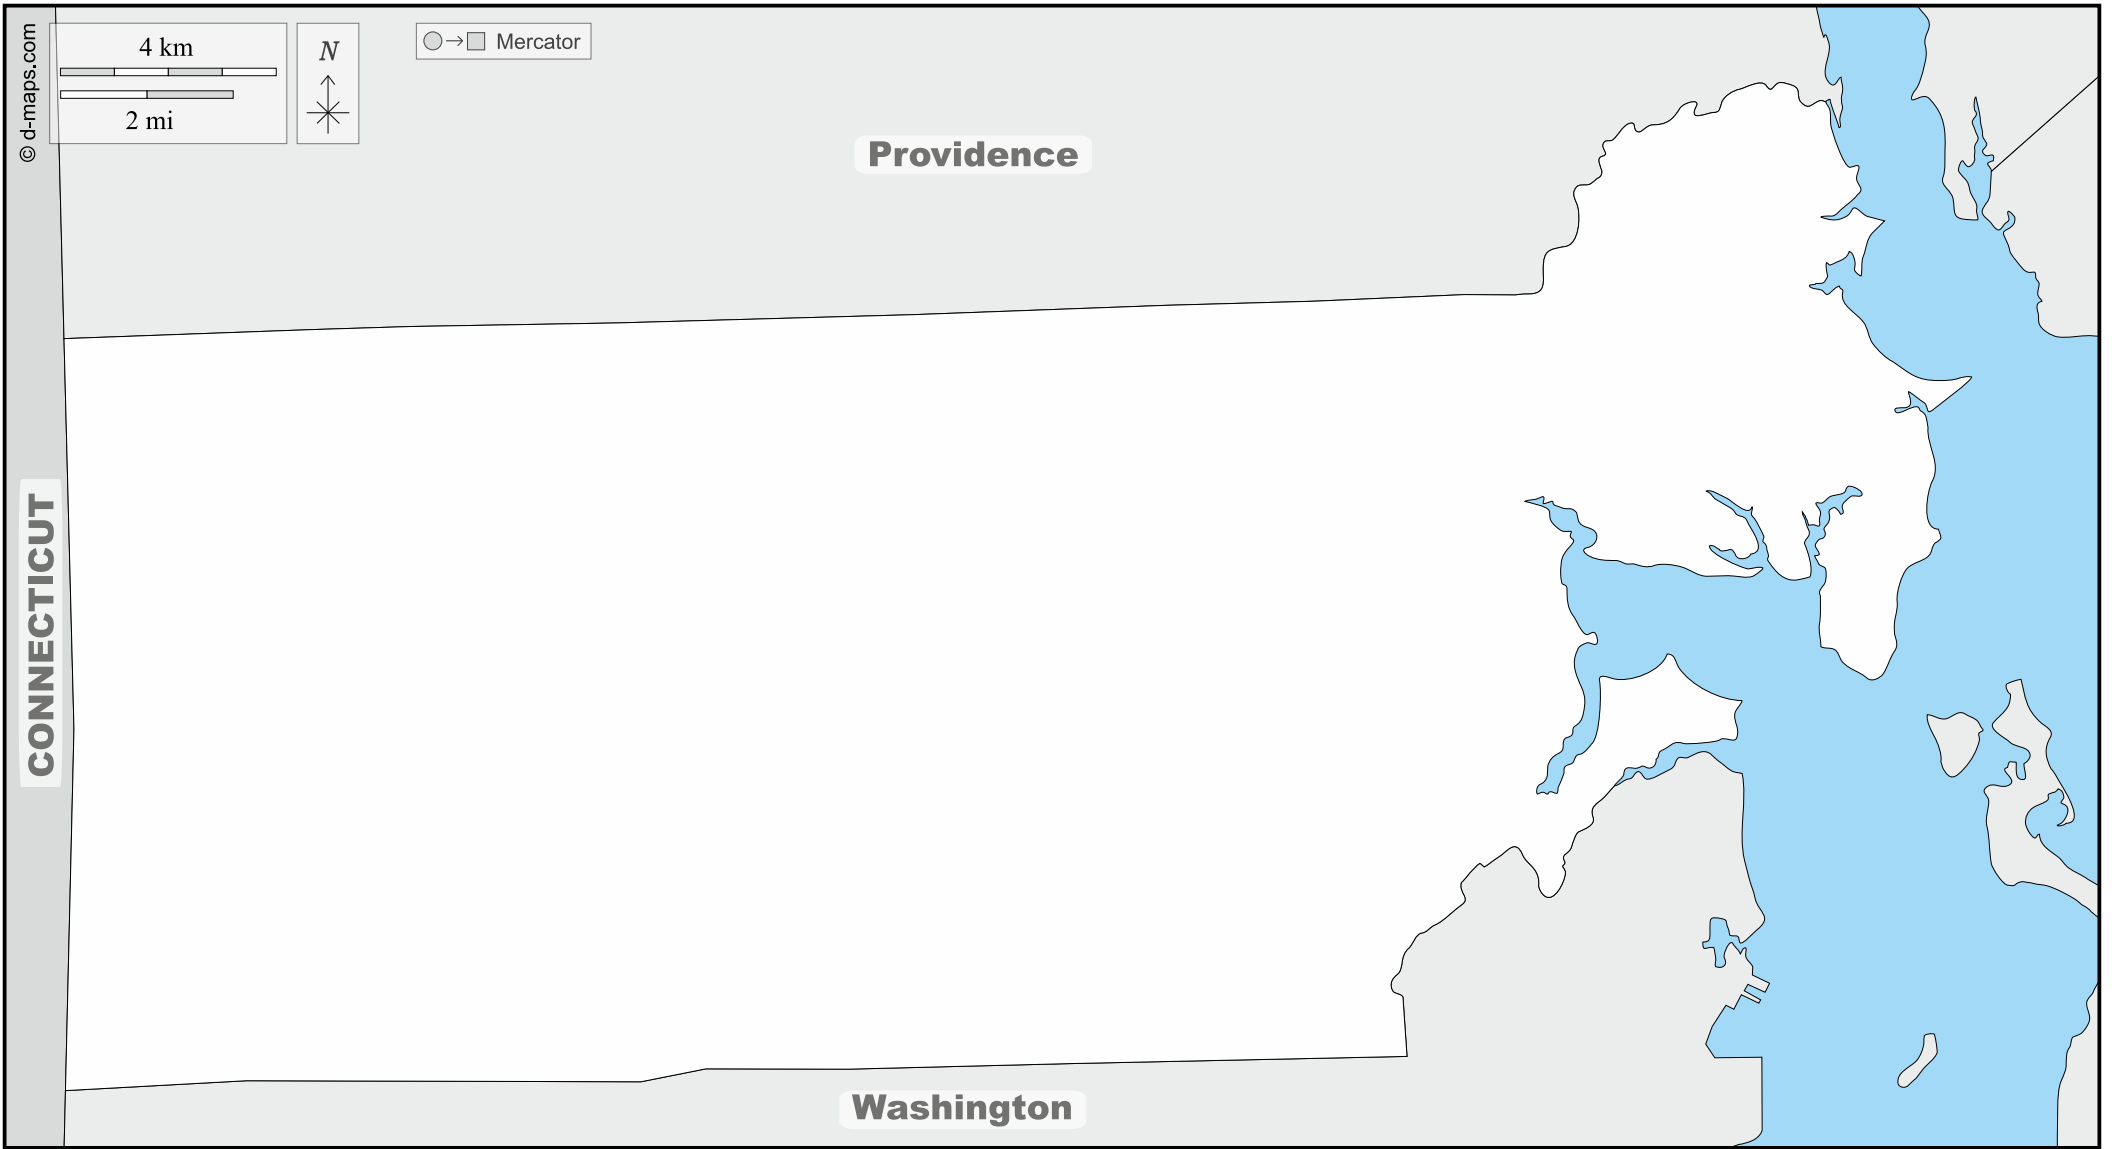 © d-maps.com
4 km
2 mi
N
Mercator
Providence
CONNECTICUT
Washington